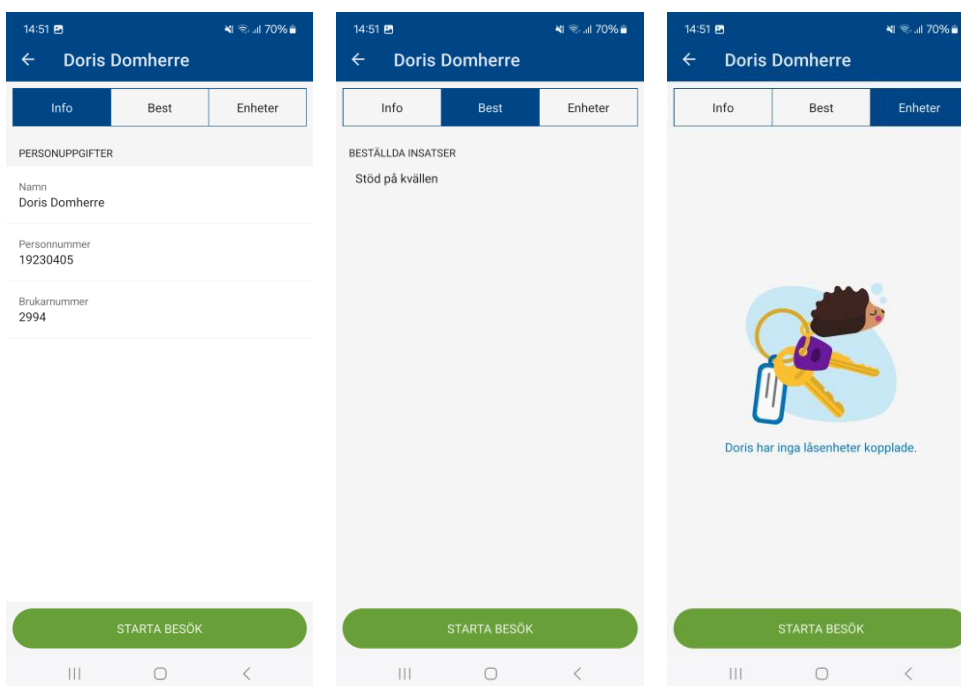 14:51 70%
Doris Domherre
Info Best Enheter
PERSONUPPGIFTER
Namn
Doris Domherre
Personnummer
19230405
Brukarnummer
2994
STARTA BESÖK
14:51 70%
Doris Domherre
Info Best Enheter
BESTÄLLDA INSATSER
Stöd på kvällen
STARTA BESÖK
14:51 70%
Doris Domherre
Info Best Enheter
Doris har inga låsenheter kopplade.
STARTA BESÖK